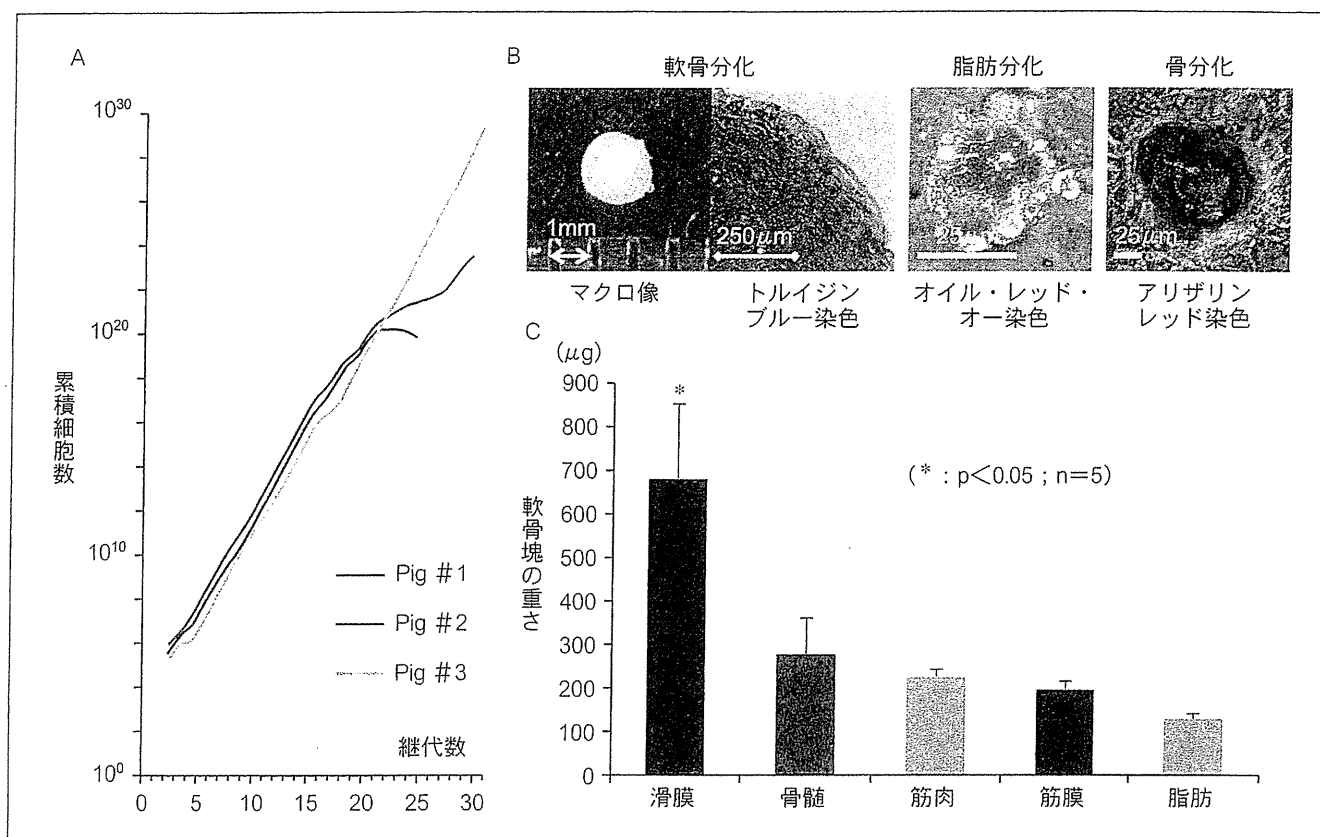 A
10³⁰
10²⁰
10¹⁰
10⁰
累積細胞数
Pig #1
Pig #2
Pig #3
継代数
0 5 10 15 20 25 30
B
軟骨分化
脂肪分化
骨分化
1mm
250μm
25μm
25μm
マクロ像
トルイジン
ブルー染色
オイル・レッド・
オー染色
アリザリン
レッド染色
C
(μg)
900
800
700
600
500
400
300
200
100
0
軟骨塊の重さ
*
(*:p<0.05;n=5)
滑膜 骨髄 筋肉 筋膜 脂肪